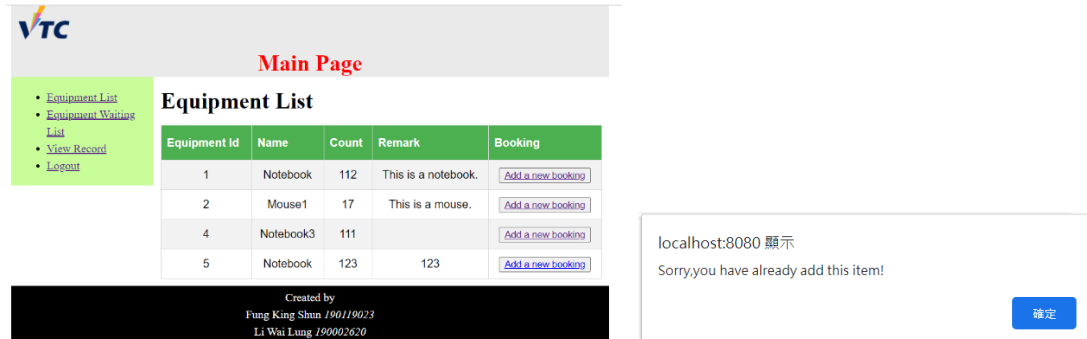 VTC
Main Page
• Equipment List
• Equipment Waiting
List
• View Record
• Logout
Equipment List
Equipment Id Name Count Remark Booking
1 Notebook 112 This is a notebook. Add a new booking
2 Mouse1 17 This is a mouse. Add a new booking
4 Notebook3 111 Add a new booking
5 Notebook 123 123 Add a new booking
Created by
Fung King Shun 190119023
Li Wai Lung 190002620
localhost:8080 顯示
Sorry,you have already add this item!
確定